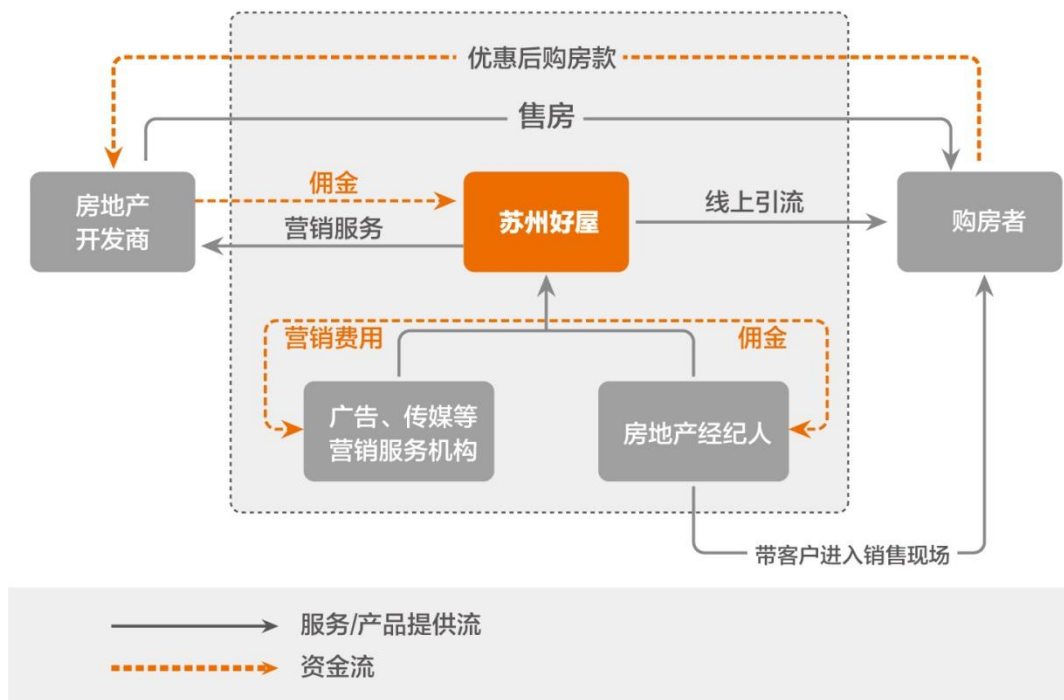 优惠后购房款
售房
房地产
开发商
佣金
营销服务
苏州好屋
线上引流
购房者
营销费用
佣金
广告、传媒等
营销服务机构
房地产经纪人
带客户进入销售现场
服务/产品提供流
资金流